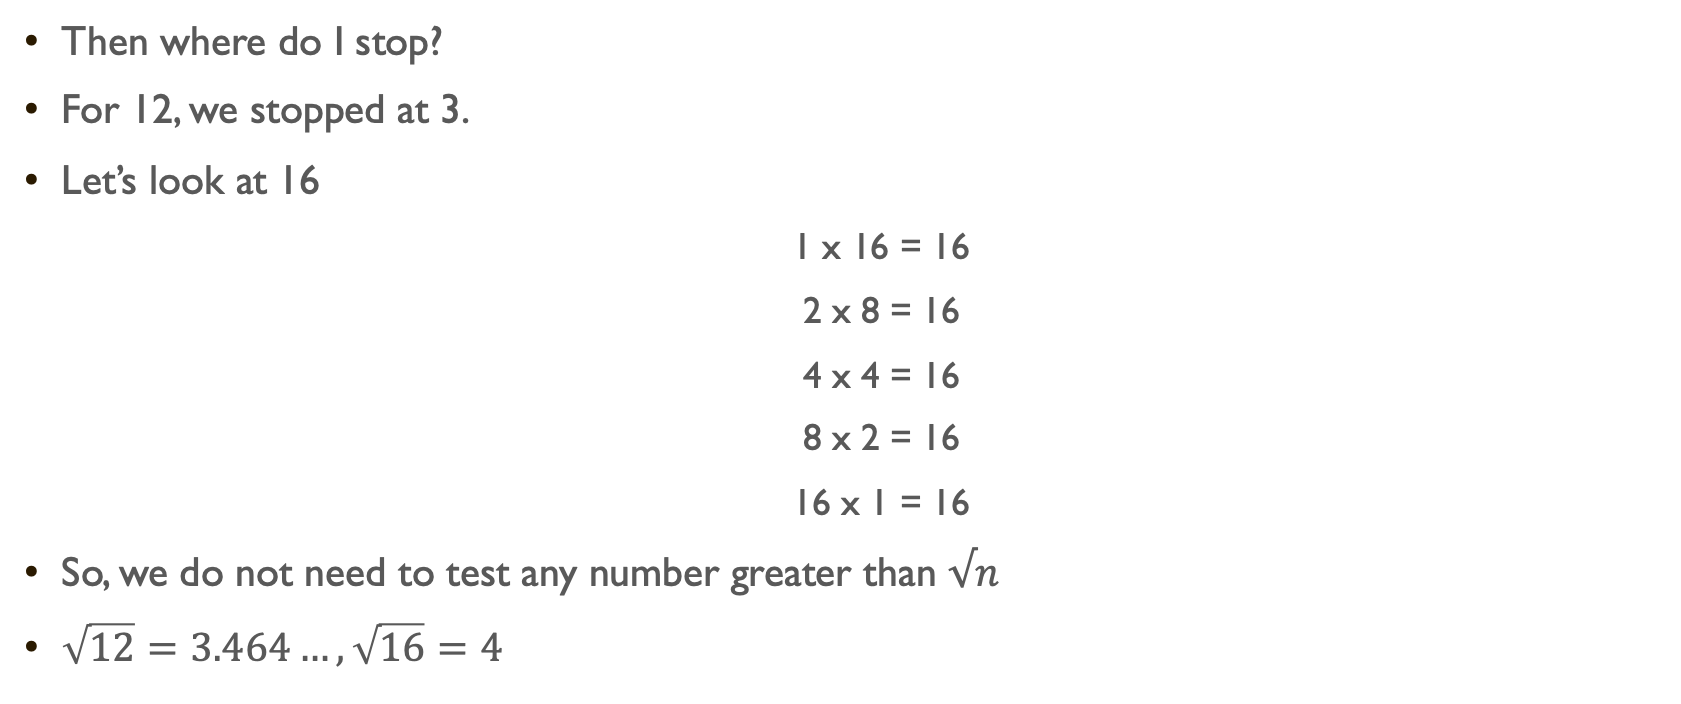 • Then where do I stop?
• For 12, we stopped at 3.
• Let’s look at 16
1 x 16 = 16
2 x 8 = 16
4 x 4 = 16
8 x 2 = 16
16 x 1 = 16
• So, we do not need to test any number greater than √n
• √12 = 3.464 …, √16 = 4